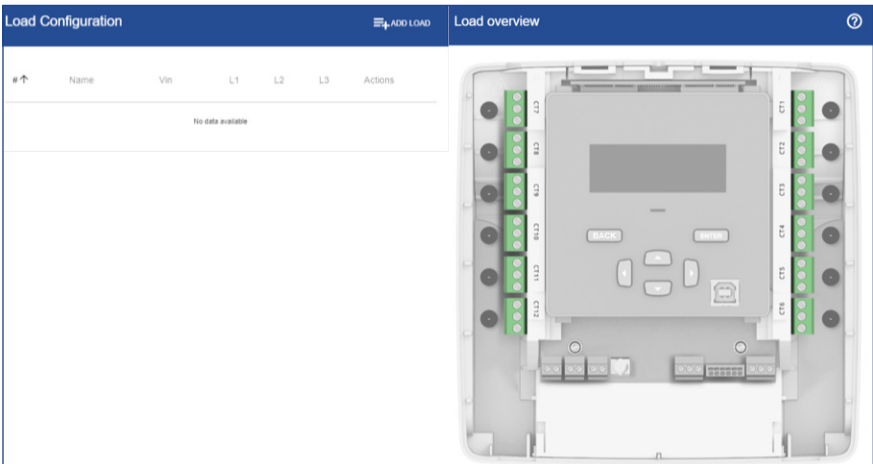 Load Configuration
ADD LOAD
# Name Vin L1 L2 L3 Actions
No data available
Load overview
?
CT7
CT8
CT9
CT10
CT11
CT12
CT1
CT2
CT3
CT4
CT5
CT6
BACK
ENTER